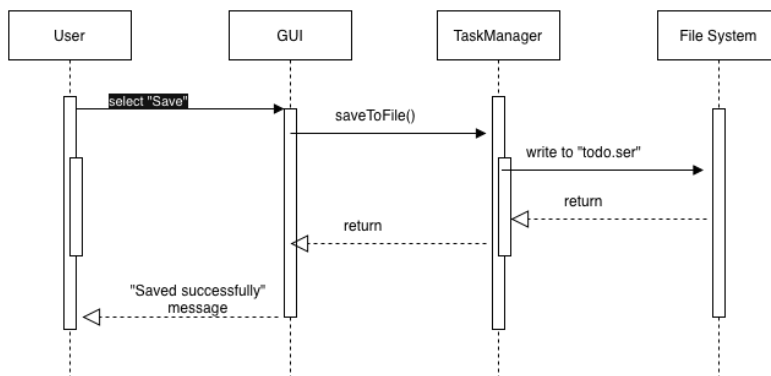 User
GUI
TaskManager
File System
select "Save"
saveToFile()
write to "todo.ser"
return
return
"Saved successfully"
message